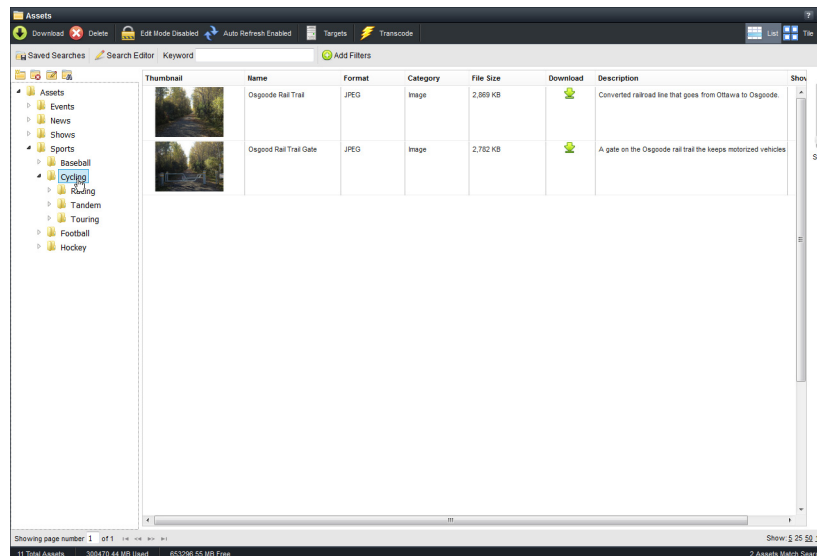 Assets ?
Download Delete Edit Mode Disabled Auto Refresh Enabled Targets Transcode List Tile
Saved Searches Search Editor Keyword Add Filters
Thumbnail Name Format Category File Size Download Description
Assets
Events
News
Shows
Sports
Baseball
Cycling
Racing
Tandem
Touring
Football
Hockey
Osgoode Rail Trail JPEG Image 2,869 KB Converted railroad line that goes from Ottawa to Osgoode.
Osgood Rail Trail Gate JPEG Image 2,782 KB A gate on the Osgoode rail trail the keeps motorized vehicles
Showing page number 1 of 1 Show: 5 25 50
11 Total Assets 300470.44 MB Used 653296.55 MB Free 2 Assets Match Sear